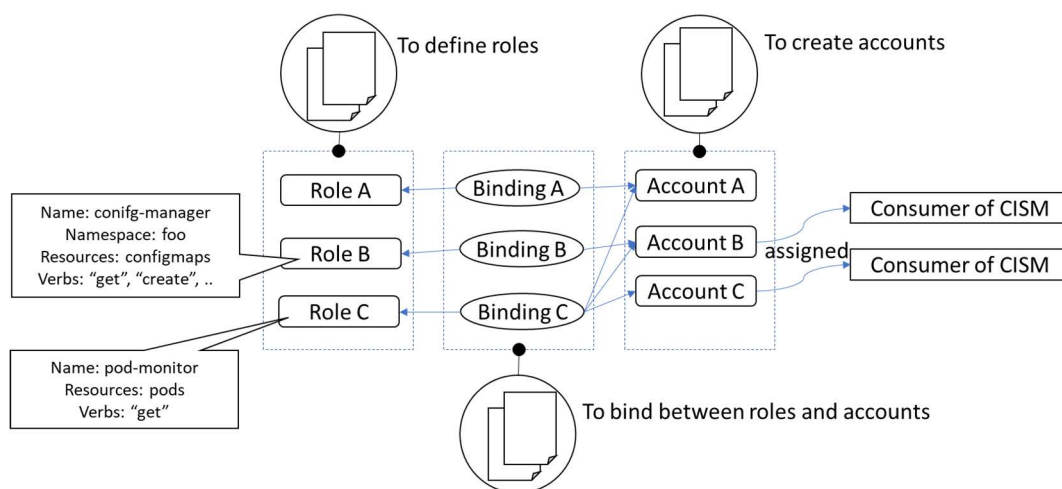 To define roles
To create accounts
Role A
Binding A
Account A
Name: conifg-manager
Namespace: foo
Resources: configmaps
Verbs: “get”, “create”, ..
Role B
Binding B
Account B
assigned
Consumer of CISM
Consumer of CISM
Role C
Binding C
Account C
Name: pod-monitor
Resources: pods
Verbs: “get”
To bind between roles and accounts